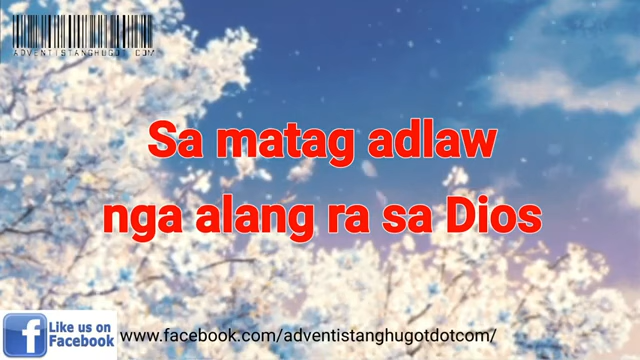 ADVENTISTANGHUGOT COM
Sa matag adlaw
nga alang ra sa Dios
Like us on
Facebook
www.facebook.com/adventistanghugotdotcom/